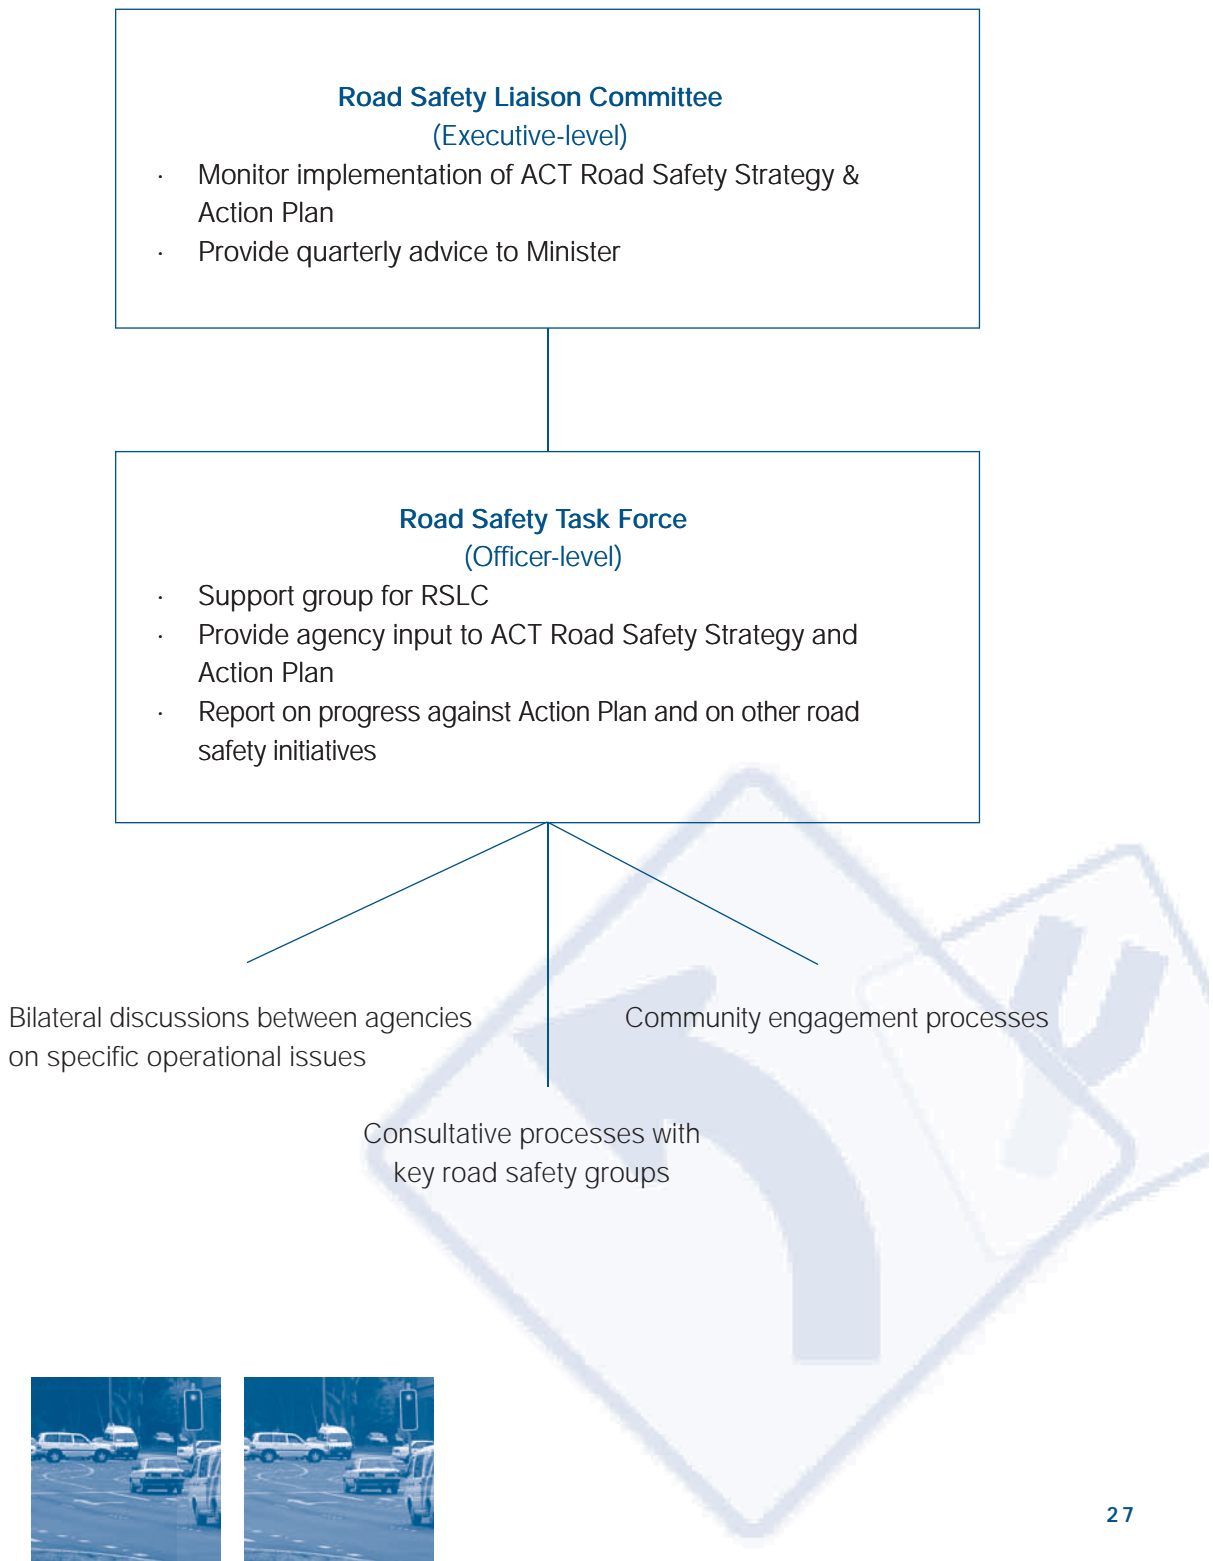 Road Safety Liaison Committee
(Executive-level)
· Monitor implementation of ACT Road Safety Strategy &
Action Plan
· Provide quarterly advice to Minister
Road Safety Task Force
(Officer-level)
· Support group for RSLC
· Provide agency input to ACT Road Safety Strategy and
Action Plan
· Report on progress against Action Plan and on other road
safety initiatives
Bilateral discussions between agencies
on specific operational issues
Community engagement processes
Consultative processes with
key road safety groups
27